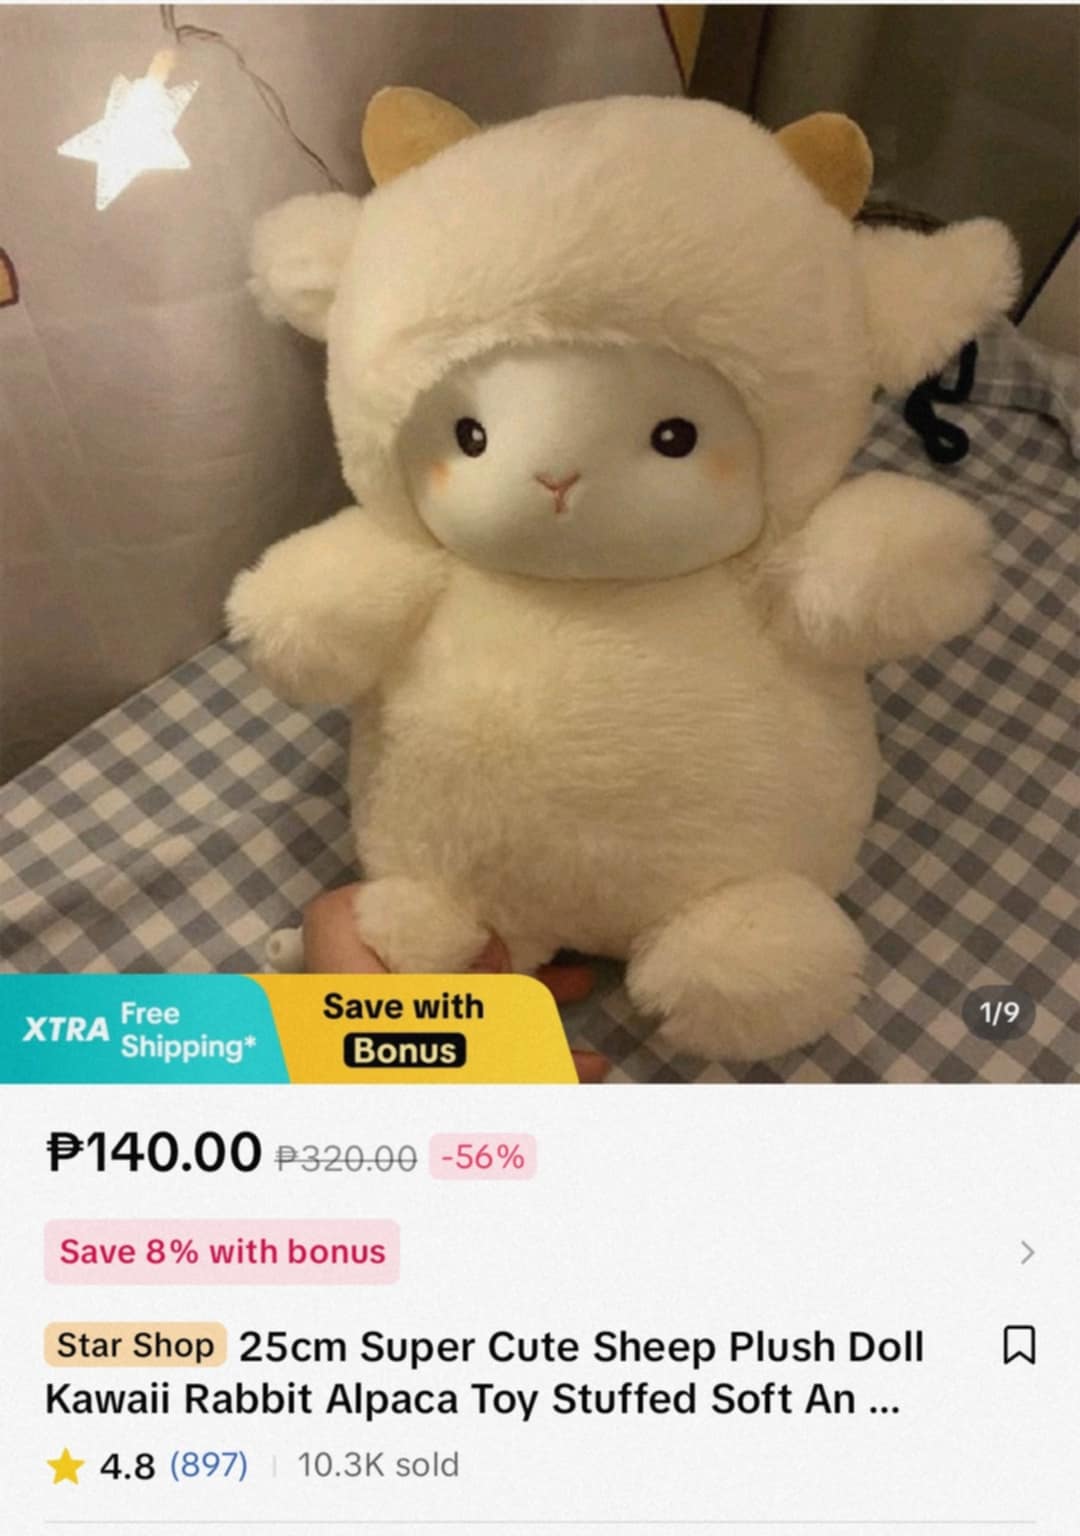 XTRA Free
Shipping*
Save with
Bonus
1/9
₱140.00 ₱320.00 -56%
Save 8% with bonus
Star Shop 25cm Super Cute Sheep Plush Doll
Kawaii Rabbit Alpaca Toy Stuffed Soft An ...
4.8 (897) 10.3K sold